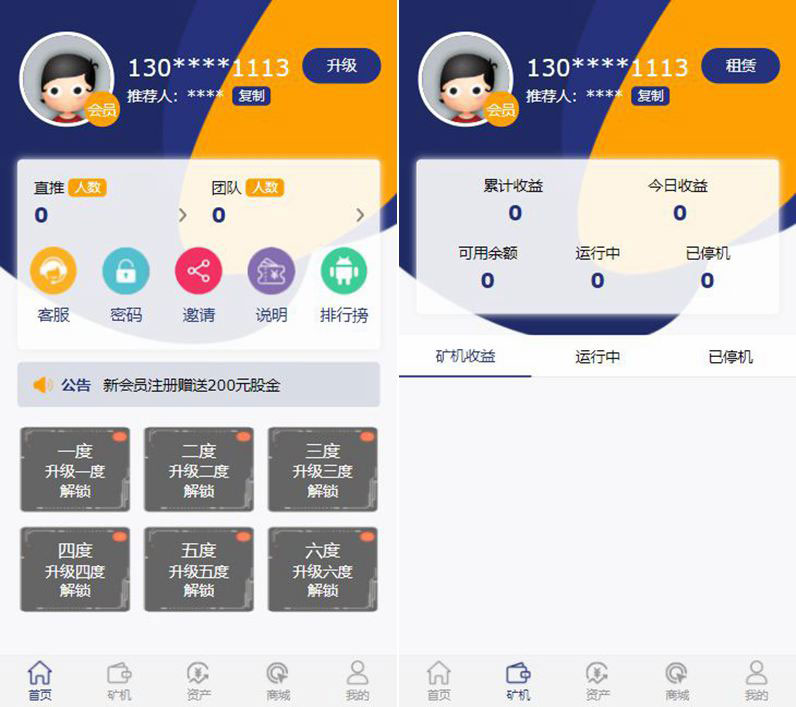 130****1113
升级
会员
推荐人: **** 复制
直推 人数
0
团队 人数
0
客服
密码
邀请
说明
排行榜
公告 新会员注册赠送200元股金
一度
升级一度
解锁
二度
升级二度
解锁
三度
升级三度
解锁
四度
升级四度
解锁
五度
升级五度
解锁
六度
升级六度
解锁
首页
矿机
资产
商城
我的
130****1113
租赁
会员
推荐人: **** 复制
累计收益
0
今日收益
0
可用余额
0
运行中
0
已停机
0
矿机收益
运行中
已停机
首页
矿机
资产
商城
我的